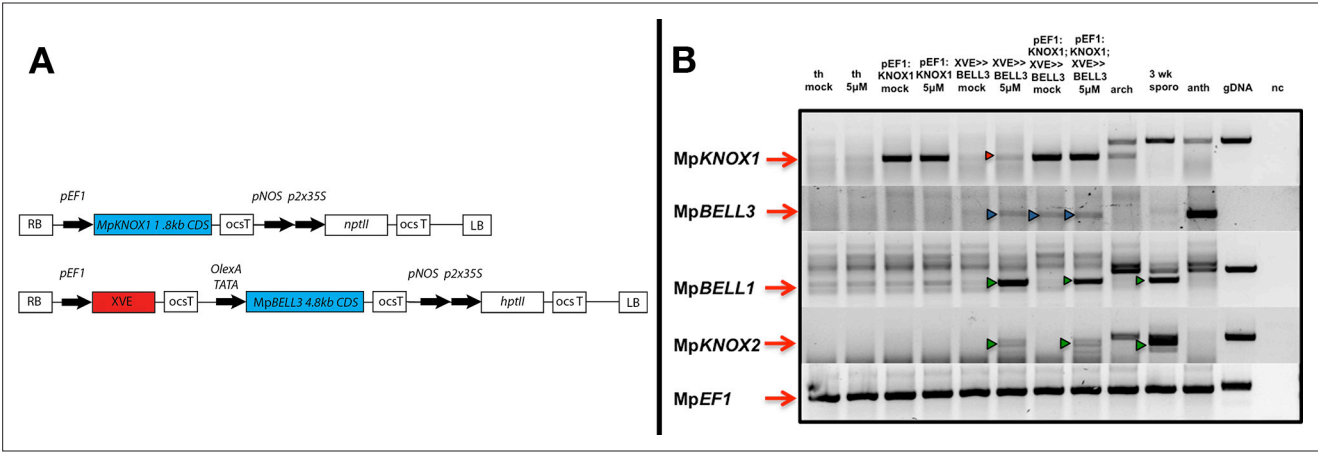 A
pEF1
pNOS p2x35S
RB
MpKNOX1 1.8kb CDS
ocsT
nptII
ocs T
LB
pEF1
OlexA
TATA
pNOS p2x35S
RB
XVE
ocsT
MpBELL3 4.8kb CDS
ocsT
hptII
ocs T
LB
B
th
mock
th
5µM
pEF1:
KNOX1
mock
pEF1:
KNOX1
5µM
XVE>>
BELL3
mock
XVE>>
BELL3
5µM
pEF1:
KNOX1;
XVE>>
BELL3
mock
pEF1:
KNOX1;
XVE>>
BELL3
5µM
arch
3 wk
sporo
anth
gDNA
nc
MpKNOX1
MpBELL3
MpBELL1
MpKNOX2
MpEF1